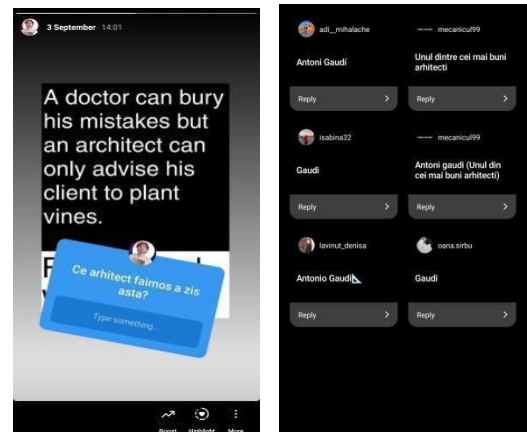 3 September 14:01
A doctor can bury
his mistakes but
an architect can
only advise his
client to plant
vines.
Ce arhitect faimos a zis
asta?
Type something...
Boost Highlight More
adi__mihalache
Antoni Gaudí
Reply
mecanicul99
Unul dintre cei mai buni
arhitecti
Reply
isabina32
Gaudi
Reply
mecanicul99
Antoni gaudi (Unul din
cei mai buni arhitecti)
Reply
lavinut_denisa
Antonio Gaudi📐
Reply
oana.sirbu
Gaudi
Reply